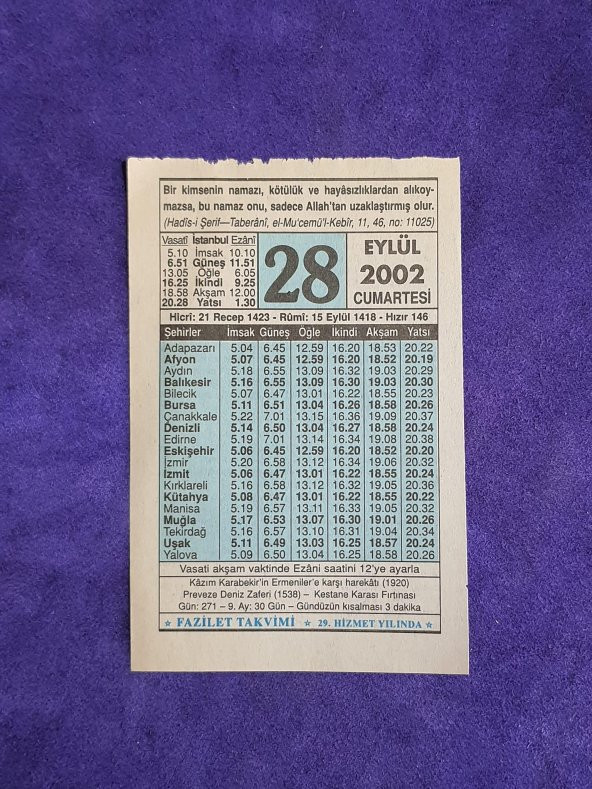 Bir kimsenin namazı, kötülük ve hayâsızlıklardan alıkoy-
mazsa, bu namaz onu, sadece Allah'tan uzaklaştırmış olur.
(Hadîs-i Şerif—Taberânî, el-Mu'cemü'l-Kebîr, 11, 46, no: 11025)
Vasatî İstanbul Ezânî
5.10 İmsak 10.10
6.51 Güneş 11.51
13.05 Öğle 6.05
16.25 İkindi 9.25
18.58 Akşam 12.00
20.28 Yatsı 1.30
28
EYLÜL
2002
CUMARTESİ
Hicrî: 21 Recep 1423 - Rûmî: 15 Eylül 1418 - Hızır 146
Şehirler İmsak Güneş Öğle İkindi Akşam Yatsı
Adapazarı 5.04 6.45 12.59 16.20 18.53 20.22
Afyon 5.07 6.45 12.59 16.20 18.52 20.19
Aydın 5.18 6.55 13.09 16.32 19.03 20.29
Balıkesir 5.16 6.55 13.09 16.30 19.03 20.30
Bilecik 5.07 6.47 13.01 16.22 18.55 20.23
Bursa 5.11 6.51 13.04 16.26 18.58 20.26
Çanakkale 5.22 7.01 13.15 16.36 19.09 20.37
Denizli 5.14 6.50 13.04 16.27 18.58 20.24
Edirne 5.19 7.01 13.14 16.34 19.08 20.38
Eskişehir 5.06 6.45 12.59 16.20 18.52 20.20
İzmir 5.20 6.58 13.12 16.34 19.06 20.32
İzmit 5.06 6.47 13.01 16.22 18.55 20.24
Kırklareli 5.16 6.58 13.12 16.32 19.05 20.36
Kütahya 5.08 6.47 13.01 16.22 18.55 20.22
Manisa 5.19 6.57 13.11 16.33 19.05 20.32
Muğla 5.17 6.53 13.07 16.30 19.01 20.26
Tekirdağ 5.16 6.57 13.10 16.31 19.04 20.34
Uşak 5.11 6.49 13.03 16.25 18.57 20.24
Yalova 5.09 6.50 13.04 16.25 18.58 20.26
Vasati akşam vaktinde Ezâni saatini 12'ye ayarla
Kâzım Karabekir'in Ermeniler'e karşı harekâtı (1920)
Preveze Deniz Zaferi (1538) – Kestane Karası Fırtınası
Gün: 271 – 9. Ay: 30 Gün – Gündüzün kısalması 3 dakika
★ FAZİLET TAKVİMİ ★ 29. HİZMET YILINDA ★